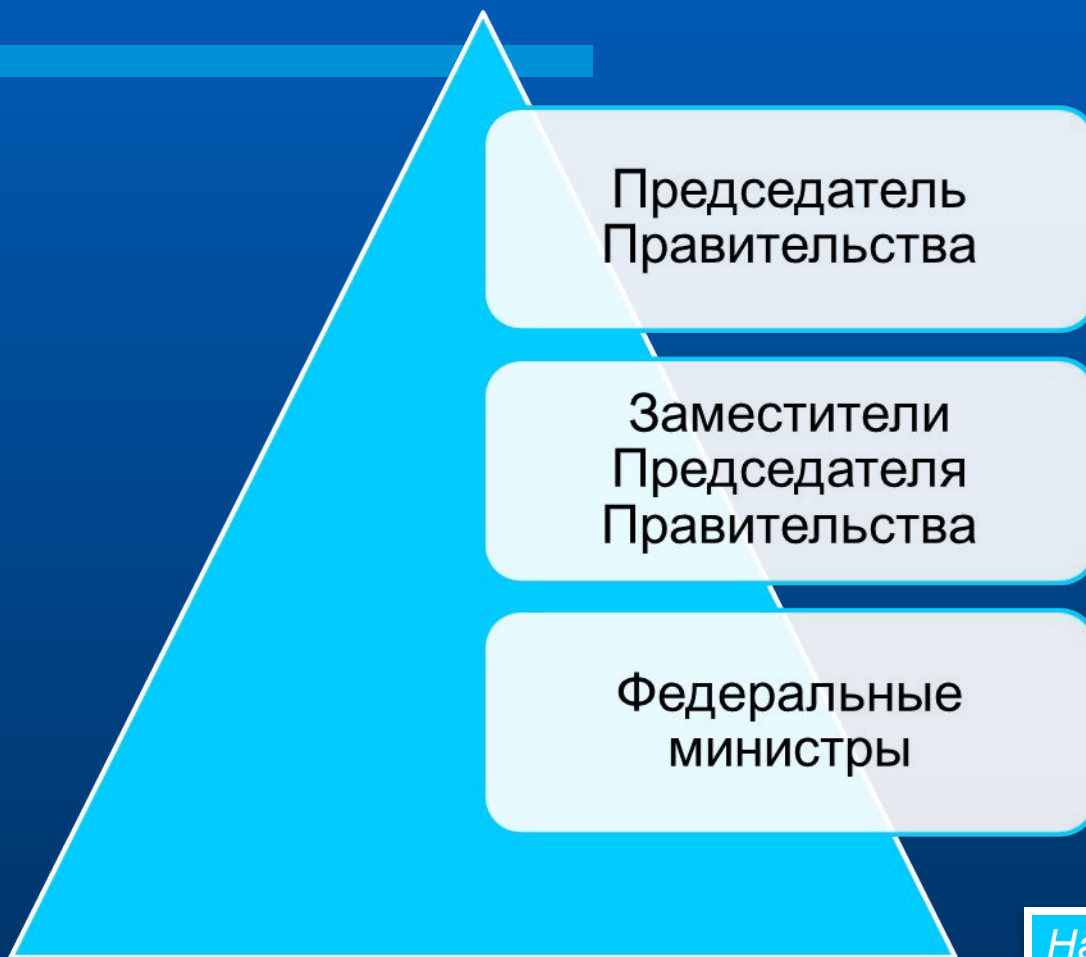 Председатель
Правительства
Заместители
Председателя
Правительства
Федеральные
министры